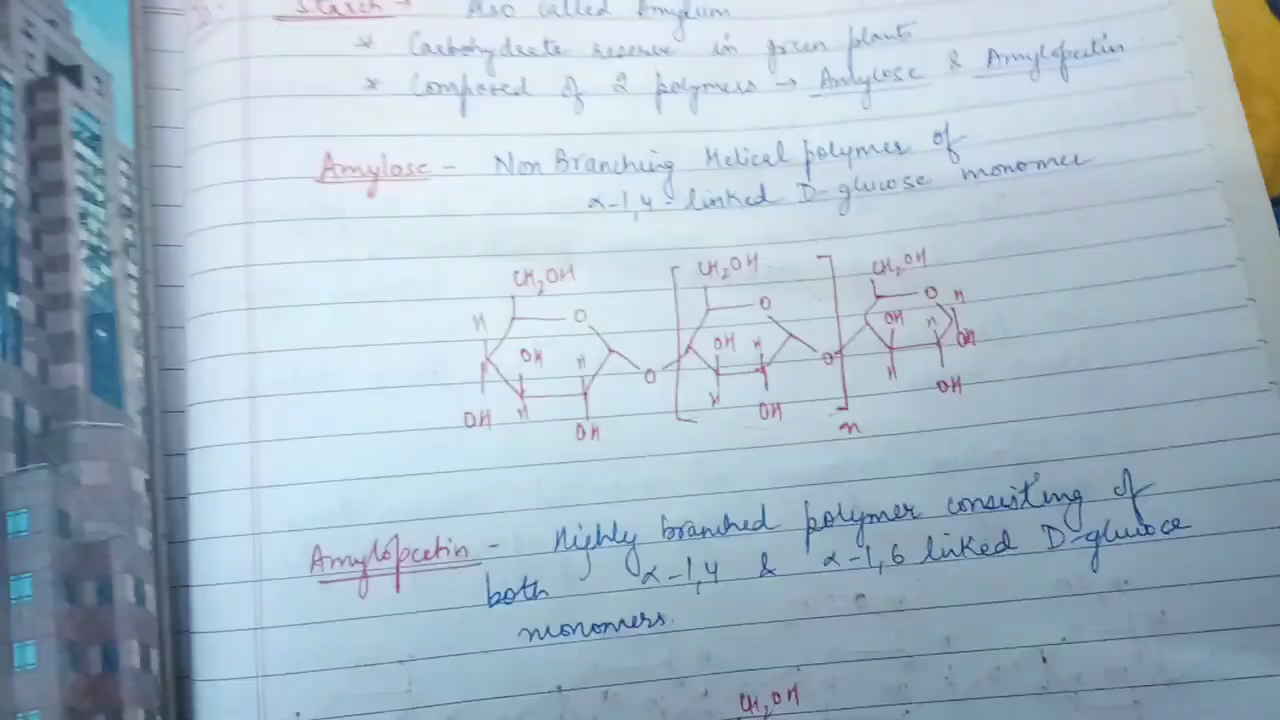 Starch → Also called Amylum
* Carbohydrate reserve in green plants
* Composed of 2 polymers → Amylose & Amylopectin
Amylose - Non Branching Helical polymer of
α-1,4-linked D-glucose monomer
CH₂OH CH₂OH CH₂OH
O O O H
H OH H OH H OH H OH
O O
OH H OH H OH H OH
n
Amylopectin - Highly branched polymer consisting of
both α-1,4 & α-1,6 linked D-glucose
monomers.
CH₂OH